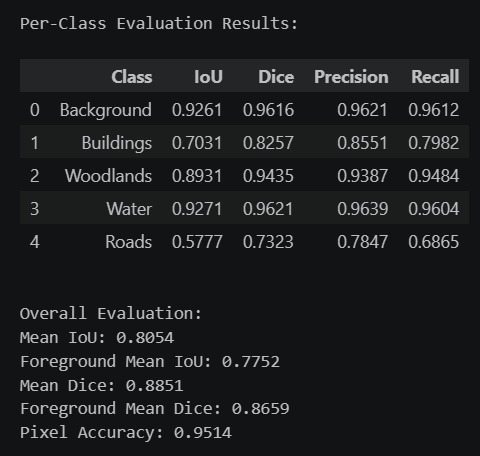 Per-Class Evaluation Results:
Class IoU Dice Precision Recall
0 Background 0.9261 0.9616 0.9621 0.9612
1 Buildings 0.7031 0.8257 0.8551 0.7982
2 Woodlands 0.8931 0.9435 0.9387 0.9484
3 Water 0.9271 0.9621 0.9639 0.9604
4 Roads 0.5777 0.7323 0.7847 0.6865
Overall Evaluation:
Mean IoU: 0.8054
Foreground Mean IoU: 0.7752
Mean Dice: 0.8851
Foreground Mean Dice: 0.8659
Pixel Accuracy: 0.9514